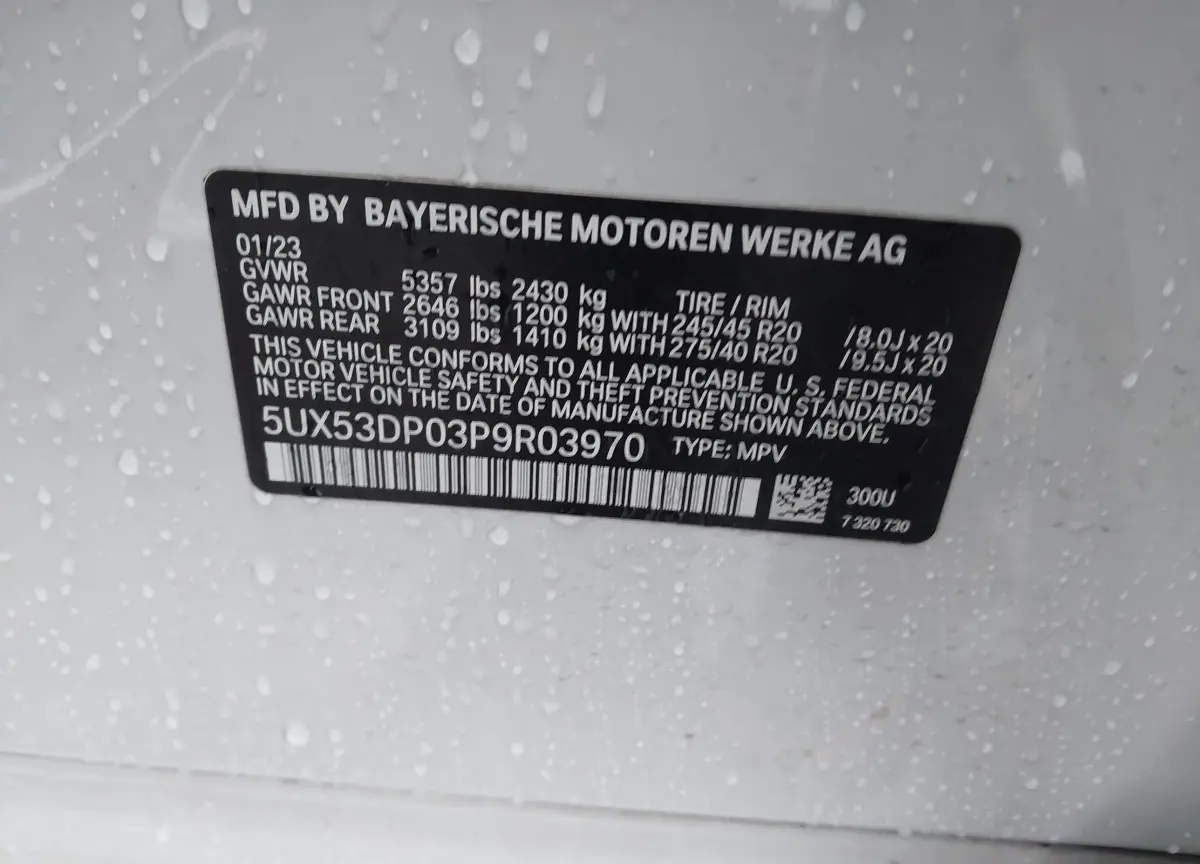 MFD BY BAYERISCHE MOTOREN WERKE AG
01/23
GVWR 5357 lbs 2430 kg TIRE / RIM
GAWR FRONT 2646 lbs 1200 kg WITH 245/45 R20 /8.0J x 20
GAWR REAR 3109 lbs 1410 kg WITH 275/40 R20 /9.5J x 20
THIS VEHICLE CONFORMS TO ALL APPLICABLE U. S. FEDERAL
MOTOR VEHICLE SAFETY AND THEFT PREVENTION STANDARDS
IN EFFECT ON THE DATE OF MANUFACTURE SHOWN ABOVE.
5UX53DP03P9R03970 TYPE: MPV
300U
7 320 730